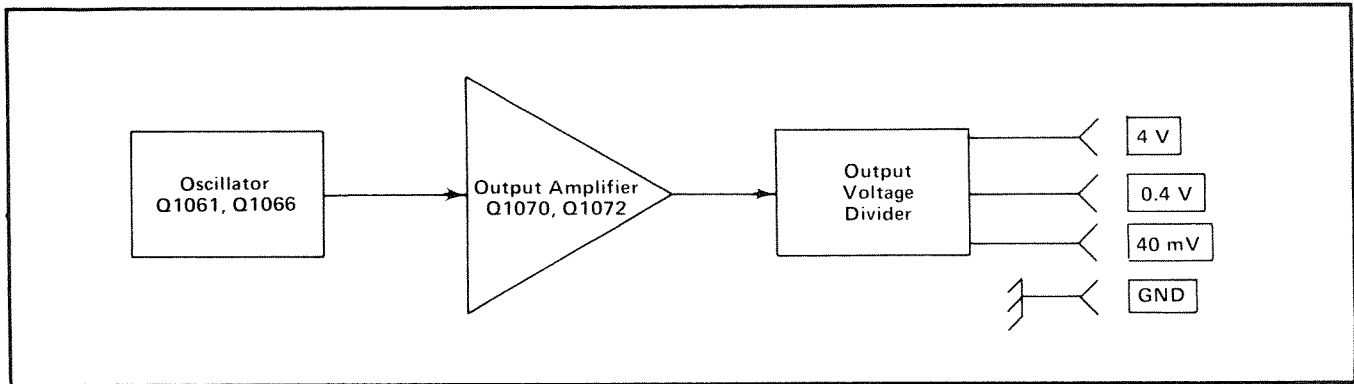 Oscillator
Q1061, Q1066
Output Amplifier
Q1070, Q1072
Output
Voltage
Divider
4 V
0.4 V
40 mV
GND